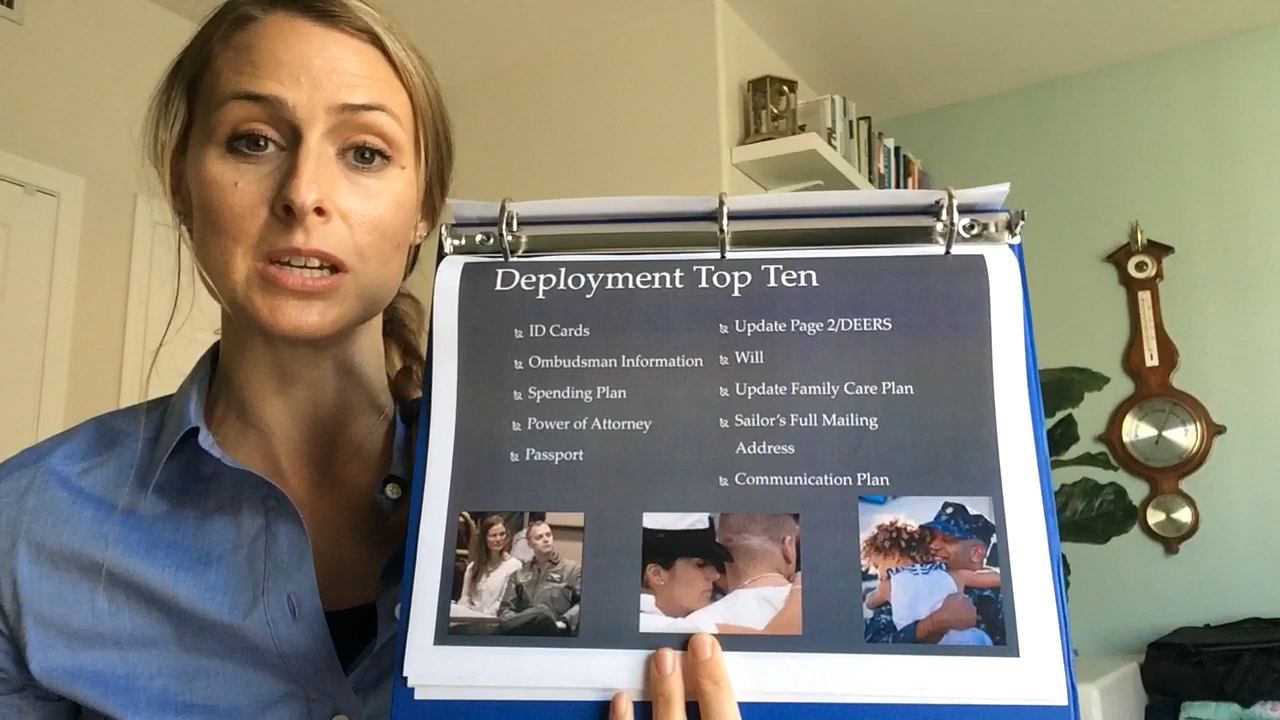 Deployment Top Ten
ID Cards
Ombudsman Information
Spending Plan
Power of Attorney
Passport
Update Page 2/DEERS
Will
Update Family Care Plan
Sailor's Full Mailing
Address
Communication Plan